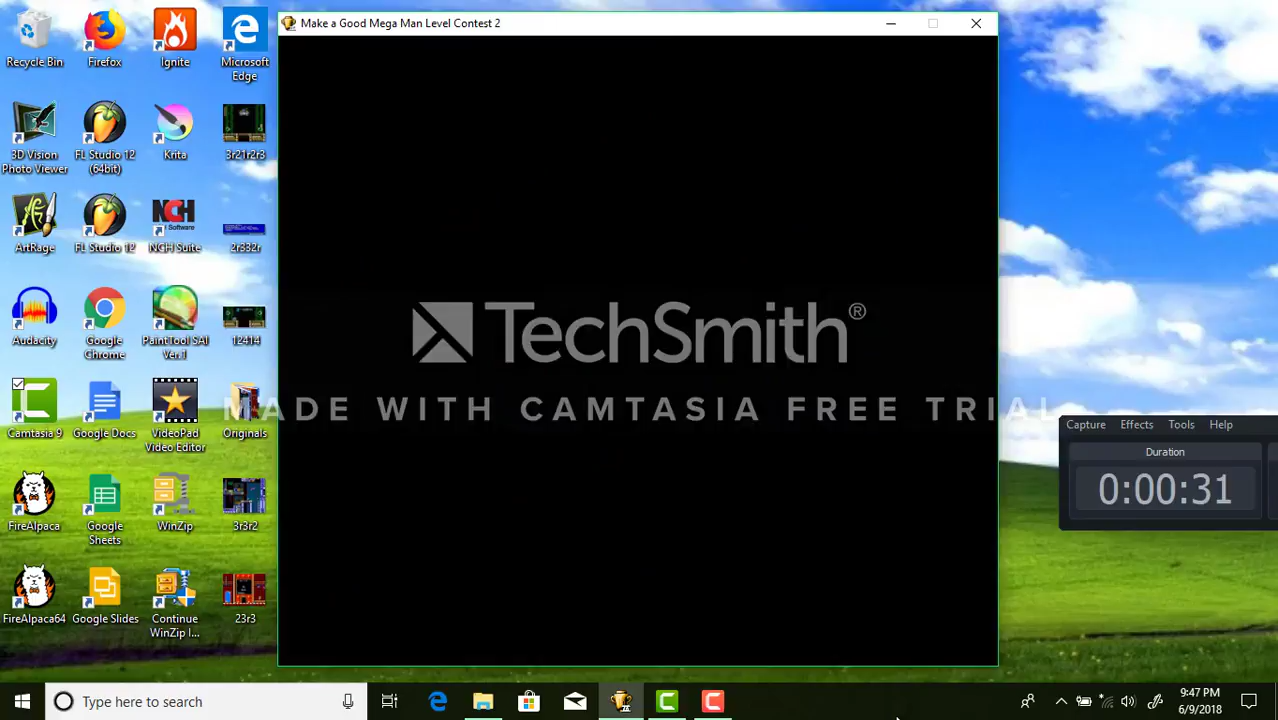 Make a Good Mega Man Level Contest 2
Recycle Bin
Firefox
Ignite
Microsoft
Edge
3D Vision
Photo Viewer
FL Studio 12
(64bit)
Krita
3r21r2r3
ArtRage
FL Studio 12
NCH Software
NCH Suite
2r332r
Audacity
Google
Chrome
PaintTool SAI
Ver.1
12414
Camtasia 9
Google Docs
VideoPad
Video Editor
Originals
FireAlpaca
Google
Sheets
WinZip
3r3r2
FireAlpaca64
Google Slides
Continue
WinZip I...
23r3
TechSmith®
MADE WITH CAMTASIA FREE TRIAL
Capture Effects Tools Help
Duration
0:00:31
Type here to search
9:47 PM
6/9/2018